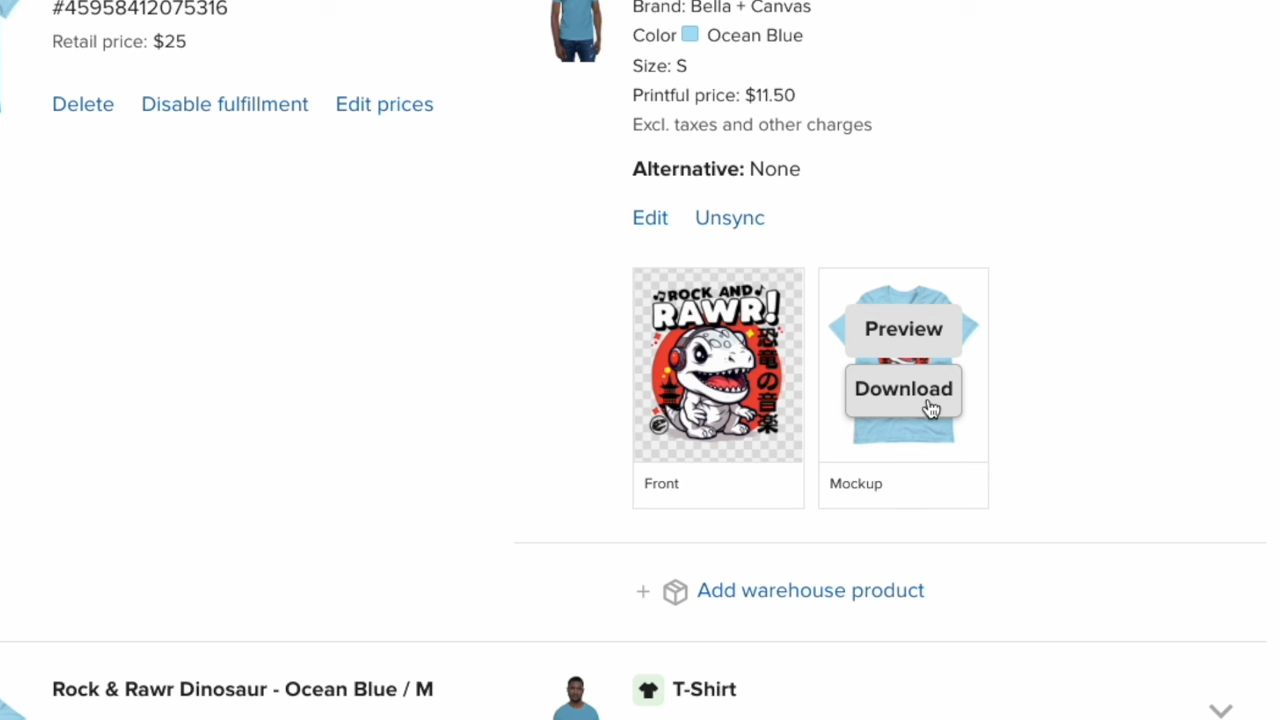 #45958412075316
Retail price: $25
Delete Disable fulfillment Edit prices
Brand: Bella + Canvas
Color Ocean Blue
Size: S
Printful price: $11.50
Excl. taxes and other charges
Alternative: None
Edit Unsync
♫ROCK AND♪
RAWR!
恐竜の音楽
Preview
Download
Front
Mockup
+ Add warehouse product
Rock & Rawr Dinosaur - Ocean Blue / M
T-Shirt